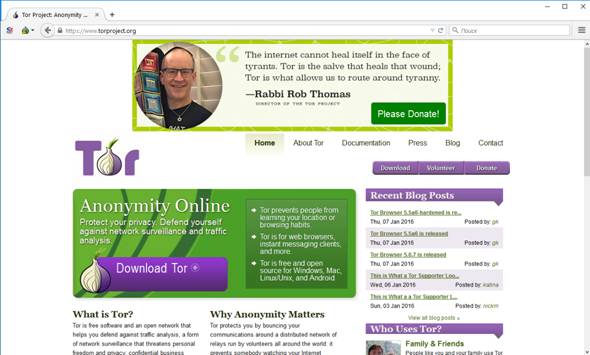 Tor Project: Anonymity ...
https://www.torproject.org
Поиск
The internet cannot heal itself in the face of
tyrants. Tor is the salve that heals that wound;
Tor is what allows us to route around tyranny.
—Rabbi Rob Thomas
DIRECTOR OF THE TOR PROJECT
Please Donate!
Tor
Home
About Tor
Documentation
Press
Blog
Contact
Download
Volunteer
Donate
Anonymity Online
Protect your privacy. Defend yourself
against network surveillance and traffic
analysis.
Download Tor
Tor prevents people from
learning your location or
browsing habits.
Tor is for web browsers,
instant messaging clients,
and more.
Tor is free and open
source for Windows, Mac,
Linux/Unix, and Android
Recent Blog Posts
Tor Browser 5.5a6-hardened is re...
Thu, 07 Jan 2016 Posted by: gk
Tor Browser 5.5a6 is released
Thu, 07 Jan 2016 Posted by: gk
Tor Browser 5.0.7 is released
Thu, 07 Jan 2016 Posted by: gk
This is What a Tor Supporter Loo...
Wed, 06 Jan 2016 Posted by: katina
This is What a a Tor Supporter L...
Sun, 03 Jan 2016 Posted by: nickm
View all blog posts »
What is Tor?
Tor is free software and an open network that
helps you defend against traffic analysis, a form
of network surveillance that threatens personal
freedom and privacy, confidential business
Why Anonymity Matters
Tor protects you by bouncing your
communications around a distributed network of
relays run by volunteers all around the world: it
prevents somebody watching your Internet
Who Uses Tor?
Family & Friends
People like you and your family use Tor